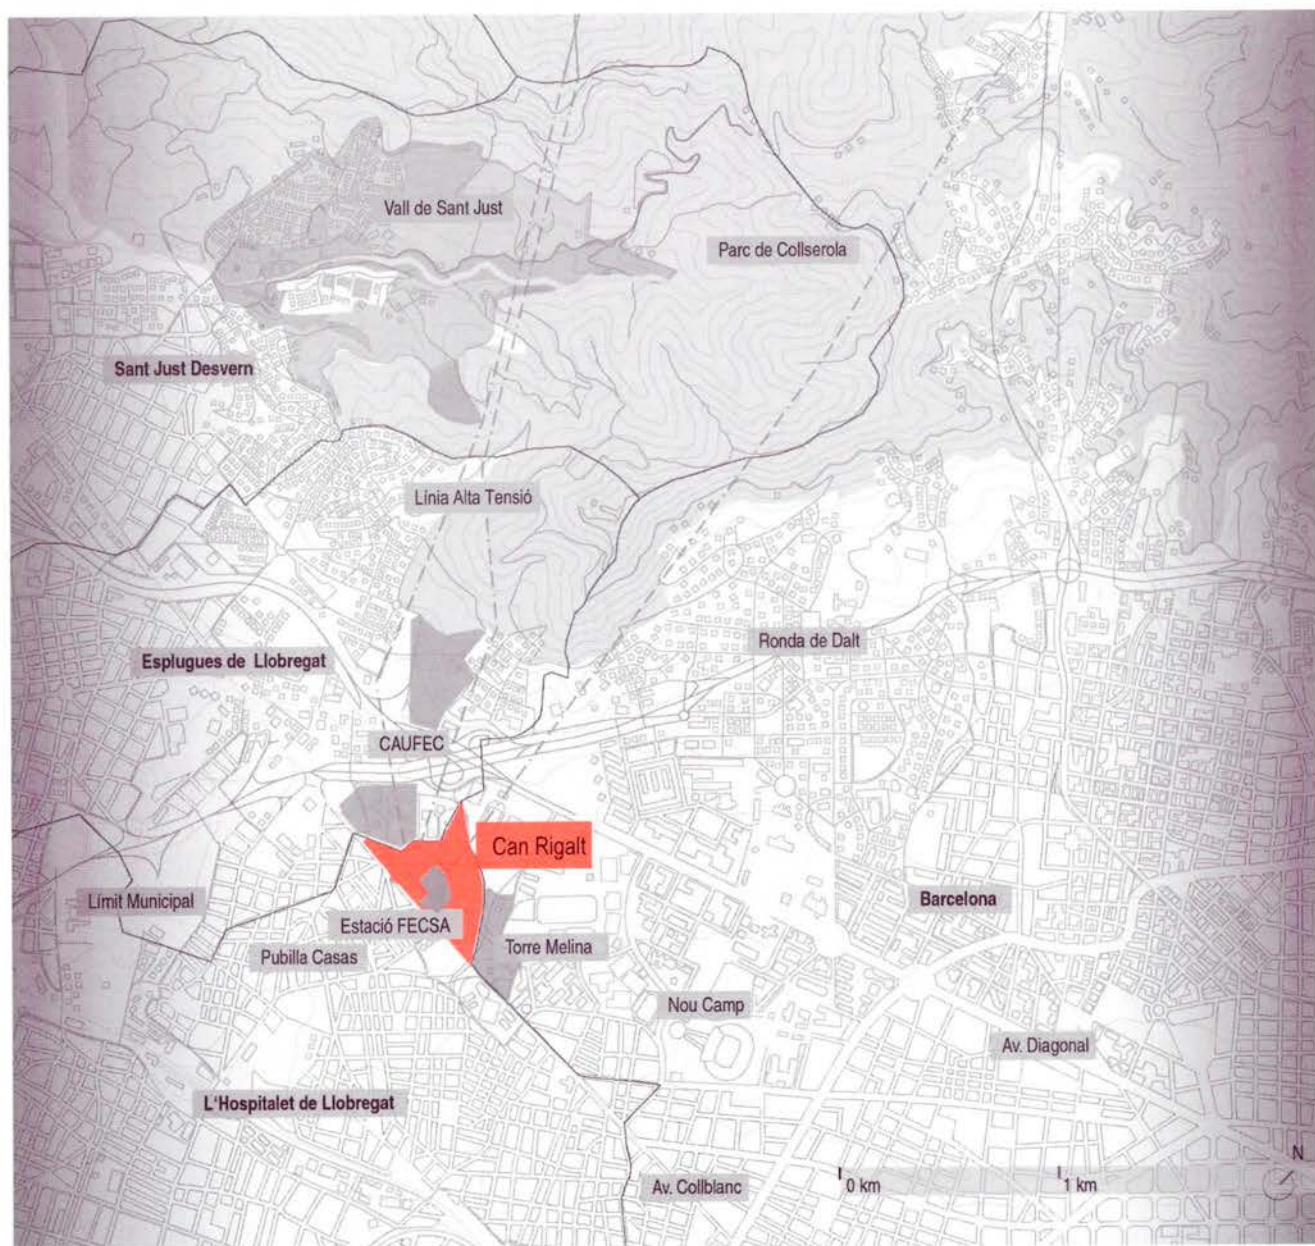 Vall de Sant Just
Parc de Collserola
Sant Just Desvern
Línia Alta Tensió
Ronda de Dalt
Esplugues de Llobregat
CAUFEC
Can Rigalt
Límit Municipal
Barcelona
Estació FECSA
Torre Melina
Pubilla Casas
Nou Camp
Av. Diagonal
L'Hospitalet de Llobregat
N
Av. Collblanc
0 km
1 km